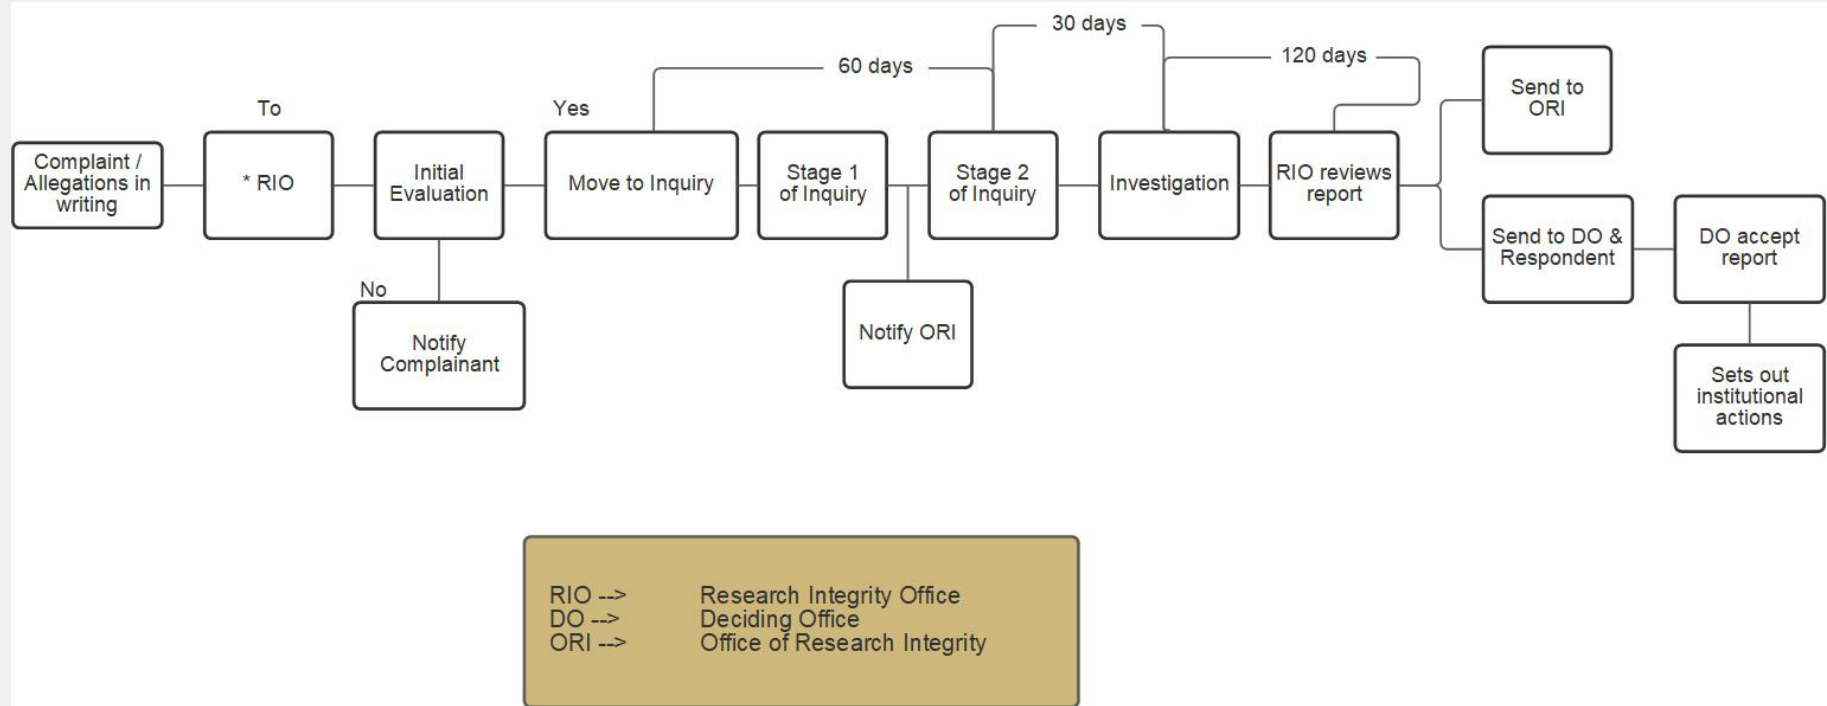 30 days
60 days
120 days
To
Yes
Complaint /
Allegations in
writing
* RIO
Initial
Evaluation
Move to Inquiry
Stage 1
of Inquiry
Stage 2
of Inquiry
Investigation
RIO reviews
report
Send to
ORI
Send to DO &
Respondent
DO accept
report
No
Notify
Complainant
Notify ORI
Sets out
institutional
actions
RIO --> Research Integrity Office
DO --> Deciding Office
ORI --> Office of Research Integrity